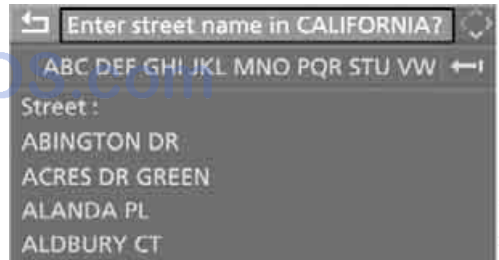 Enter street name in CALIFORNIA?
ABC DEF GHI JKL MNO PQR STU VW
Street :
ABINGTON DR
ACRES DR GREEN
ALANDA PL
ALDBURY CT